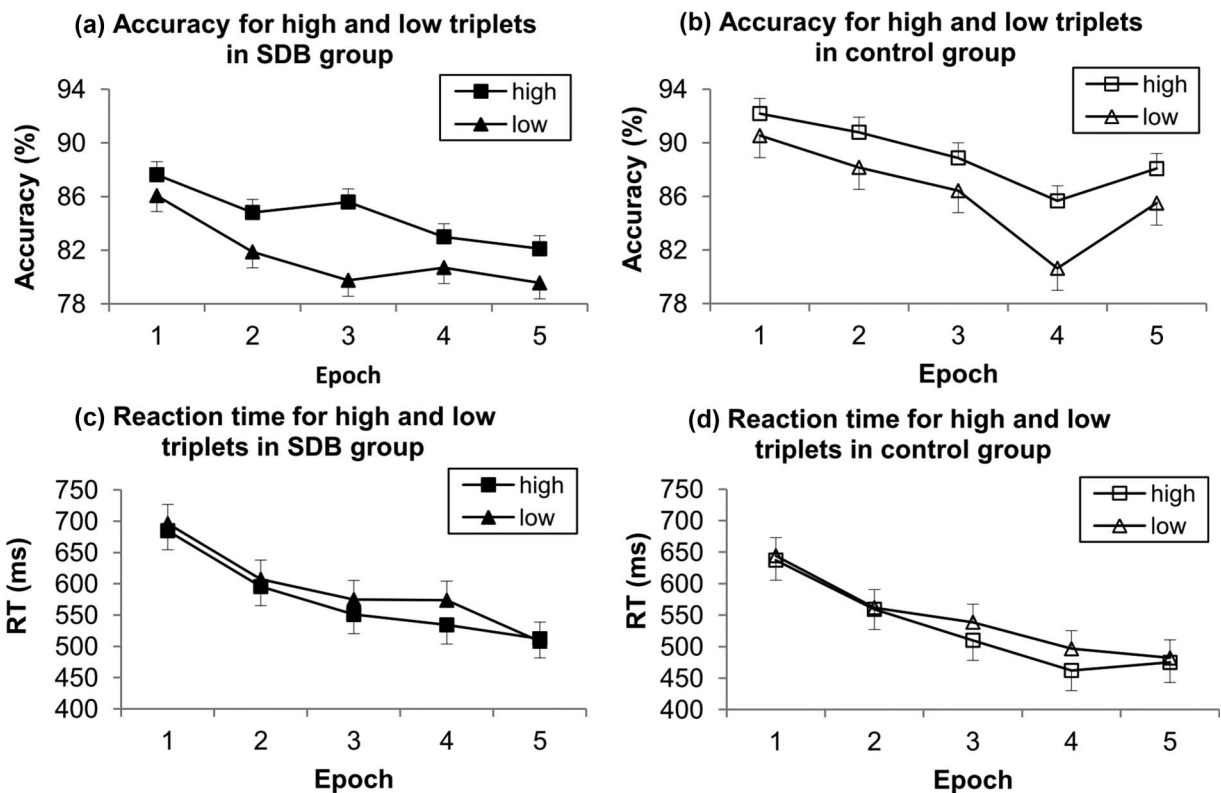 (a) Accuracy for high and low triplets
in SDB group
high
low
94
90
86
82
78
Accuracy (%)
1 2 3 4 5
Epoch
(b) Accuracy for high and low triplets
in control group
high
low
94
90
86
82
78
Accuracy (%)
1 2 3 4 5
Epoch
(c) Reaction time for high and low
triplets in SDB group
high
low
750
700
650
600
550
500
450
400
RT (ms)
1 2 3 4 5
Epoch
(d) Reaction time for high and low
triplets in control group
high
low
750
700
650
600
550
500
450
400
RT (ms)
1 2 3 4 5
Epoch